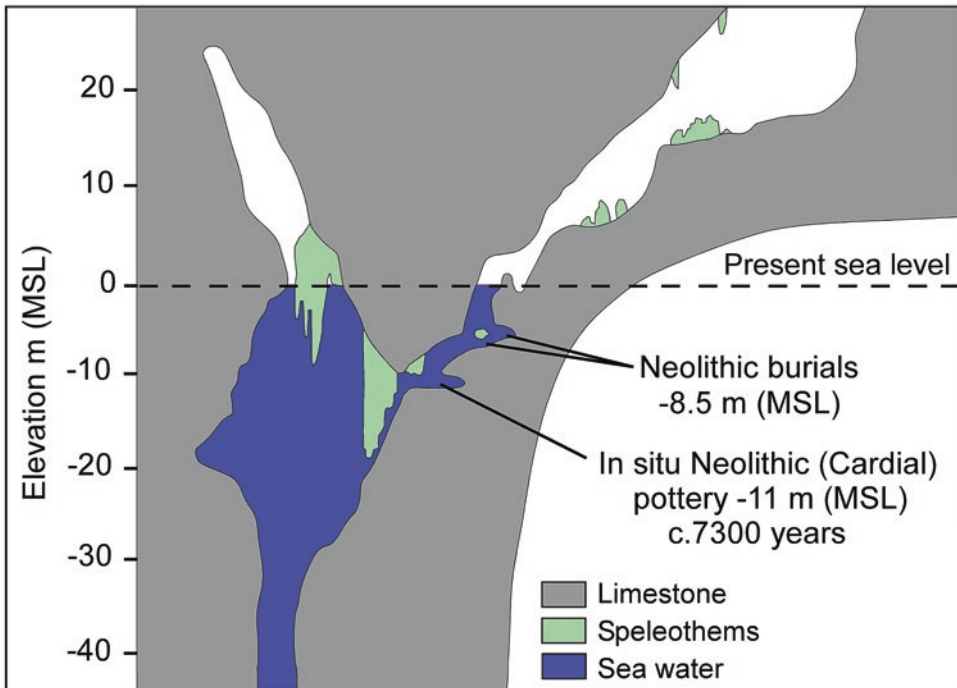 Elevation m (MSL)
20
10
0
-10
-20
-30
-40
Present sea level
Neolithic burials
-8.5 m (MSL)
In situ Neolithic (Cardial)
pottery -11 m (MSL)
c.7300 years
Limestone
Speleothems
Sea water